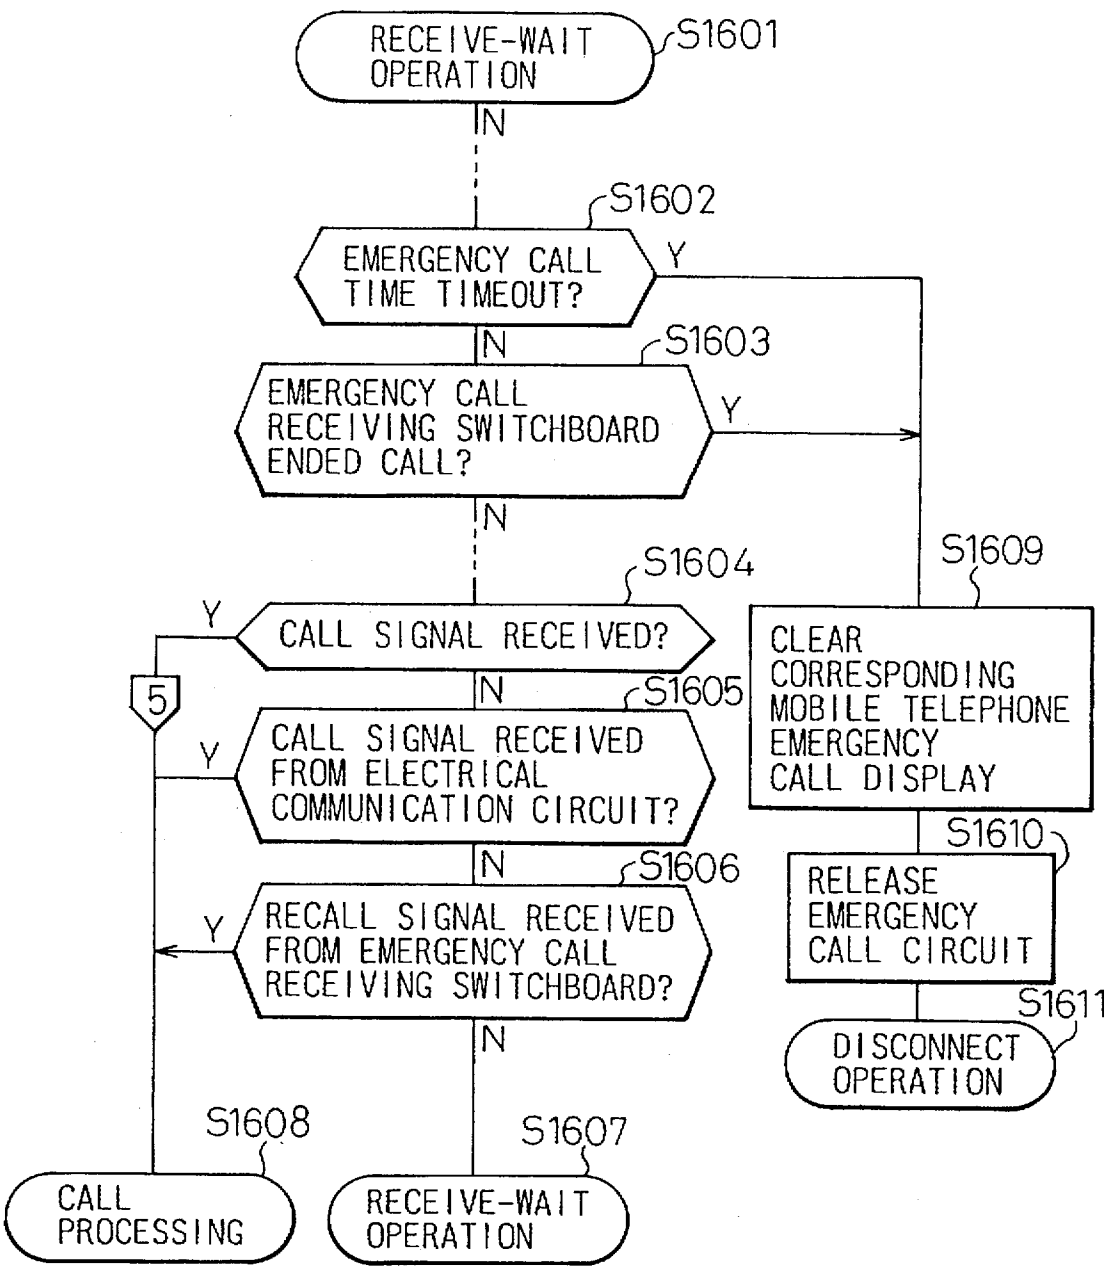 RECEIVE-WAIT
OPERATION
S1601
N
S1602
EMERGENCY CALL
TIME TIMEOUT?
Y
N
S1603
EMERGENCY CALL
RECEIVING SWITCHBOARD
ENDED CALL?
Y
N
S1604
Y
CALL SIGNAL RECEIVED?
5
N
S1605
CALL SIGNAL RECEIVED
FROM ELECTRICAL
COMMUNICATION CIRCUIT?
Y
N
S1606
RECALL SIGNAL RECEIVED
FROM EMERGENCY CALL
RECEIVING SWITCHBOARD?
Y
N
S1609
CLEAR
CORRESPONDING
MOBILE TELEPHONE
EMERGENCY
CALL DISPLAY
S1610
RELEASE
EMERGENCY
CALL CIRCUIT
S1611
DISCONNECT
OPERATION
S1608
CALL
PROCESSING
S1607
RECEIVE-WAIT
OPERATION